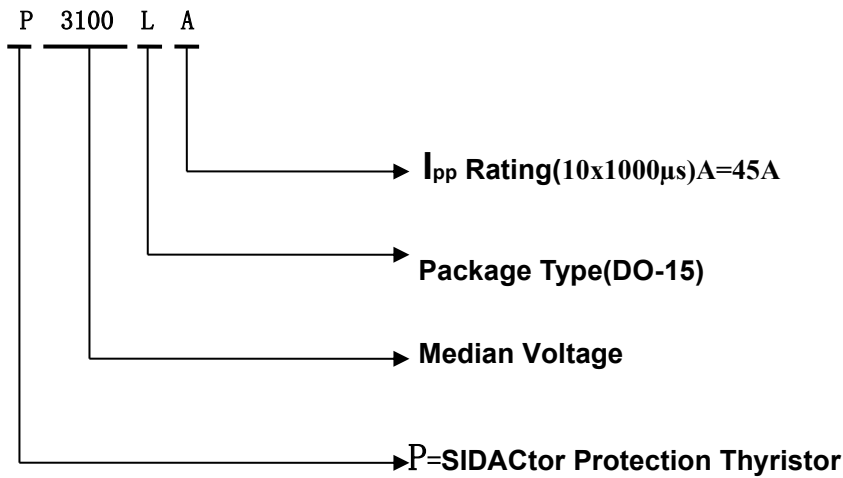 P 3100 L A
Ipp Rating(10x1000μs)A=45A
Package Type(DO-15)
Median Voltage
P=SIDACtor Protection Thyristor